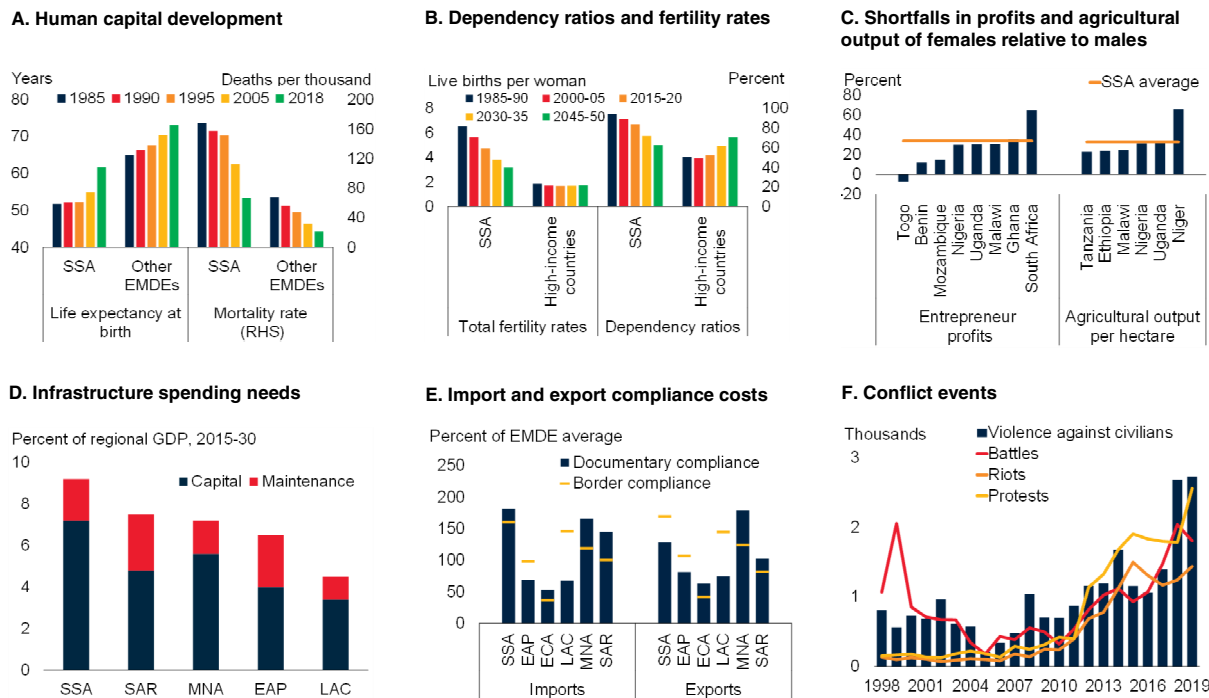 A. Human capital development
Years
Deaths per thousand
1985 1990 1995 2005 2018
80
70
60
50
40
200
160
120
80
40
0
SSA
Other
EMDEs
SSA
Other
EMDEs
Life expectancy at
birth
Mortality rate
(RHS)
B. Dependency ratios and fertility rates
Live births per woman
Percent
1985-90 2000-05 2015-20
2030-35 2045-50
8
6
4
2
0
100
80
60
40
20
0
SSA
High-income
countries
SSA
High-income
countries
Total fertility rates
Dependency ratios
C. Shortfalls in profits and agricultural
output of females relative to males
Percent
SSA average
80
60
40
20
0
-20
Togo
Benin
Mozambique
Nigeria
Uganda
Malawi
Ghana
South Africa
Tanzania
Ethiopia
Malawi
Nigeria
Uganda
Niger
Entrepreneur
profits
Agricultural output
per hectare
D. Infrastructure spending needs
Percent of regional GDP, 2015-30
Capital Maintenance
10
8
6
4
2
0
SSA SAR MNA EAP LAC
E. Import and export compliance costs
Percent of EMDE average
Documentary compliance
Border compliance
250
200
150
100
50
0
SSA
EAP
ECA
LAC
MNA
SAR
SSA
EAP
ECA
LAC
MNA
SAR
Imports
Exports
F. Conflict events
Thousands
Violence against civilians
Battles
Riots
Protests
3
2
1
0
1998 2001 2004 2007 2010 2013 2016 2019